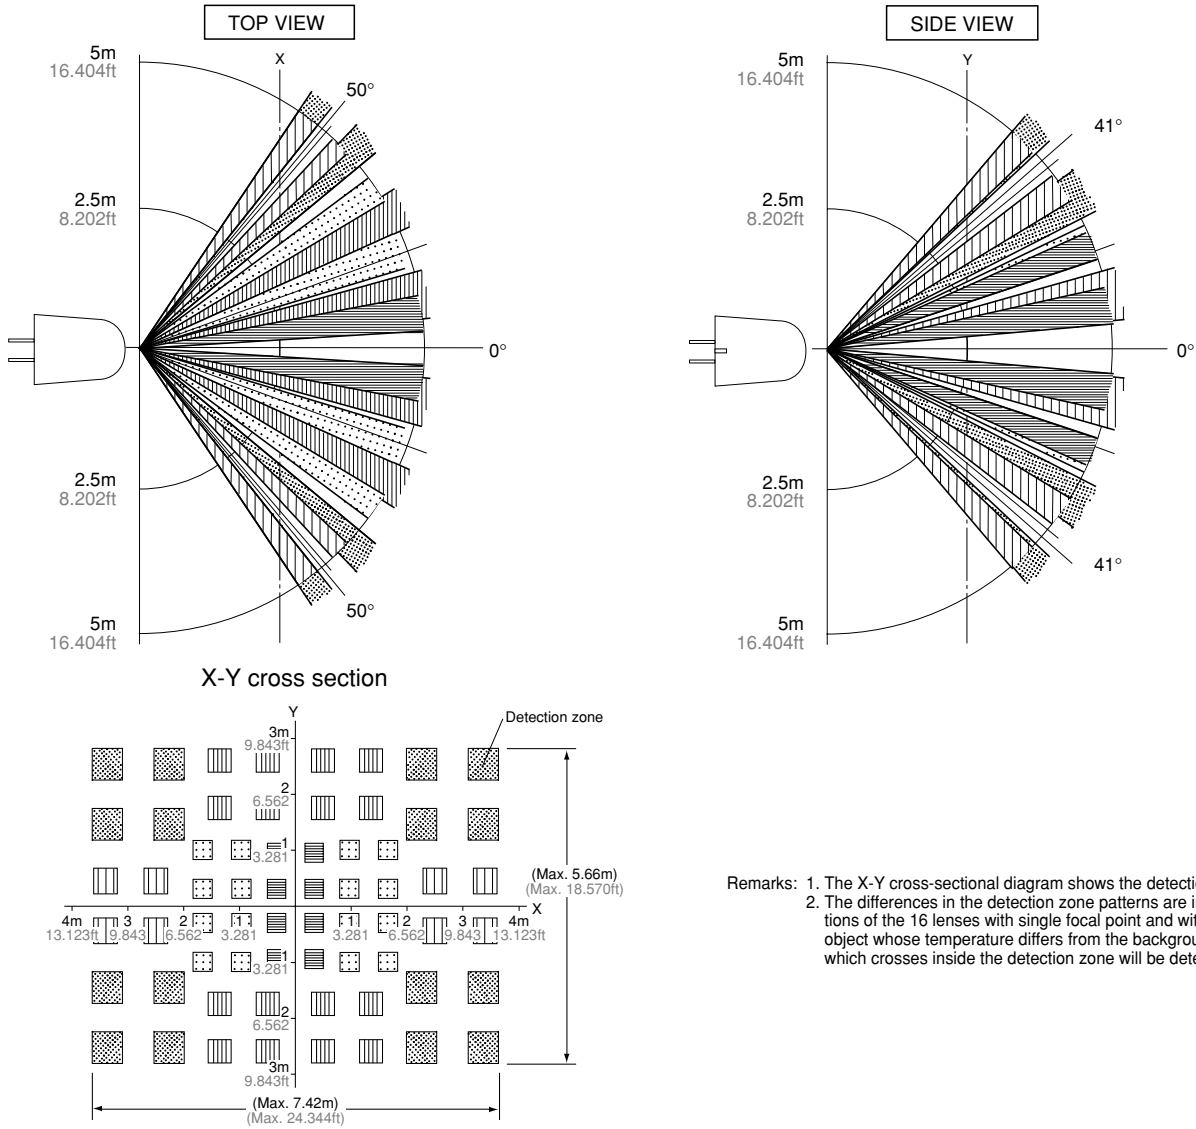 TOP VIEW
SIDE VIEW
5m
16.404ft
X
50°
2.5m
8.202ft
0°
2.5m
8.202ft
50°
5m
16.404ft
5m
16.404ft
Y
41°
2.5m
8.202ft
0°
2.5m
8.202ft
41°
5m
16.404ft
X-Y cross section
Y
Detection zone
3m
9.843ft
2
6.562
1
3.281
(Max. 5.66m)
(Max. 18.570ft)
X
4m 3 2 1 1 2 3 4m
13.123ft 9.843 6.562 3.281 3.281 6.562 9.843 13.123ft
1
3.281
2
6.562
3m
9.843ft
(Max. 7.42m)
(Max. 24.344ft)
Remarks: 1. The X-Y cross-sectional diagram shows the detecti
2. The differences in the detection zone patterns are i
tions of the 16 lenses with single focal point and wit
object whose temperature differs from the backgrou
which crosses inside the detection zone will be dete